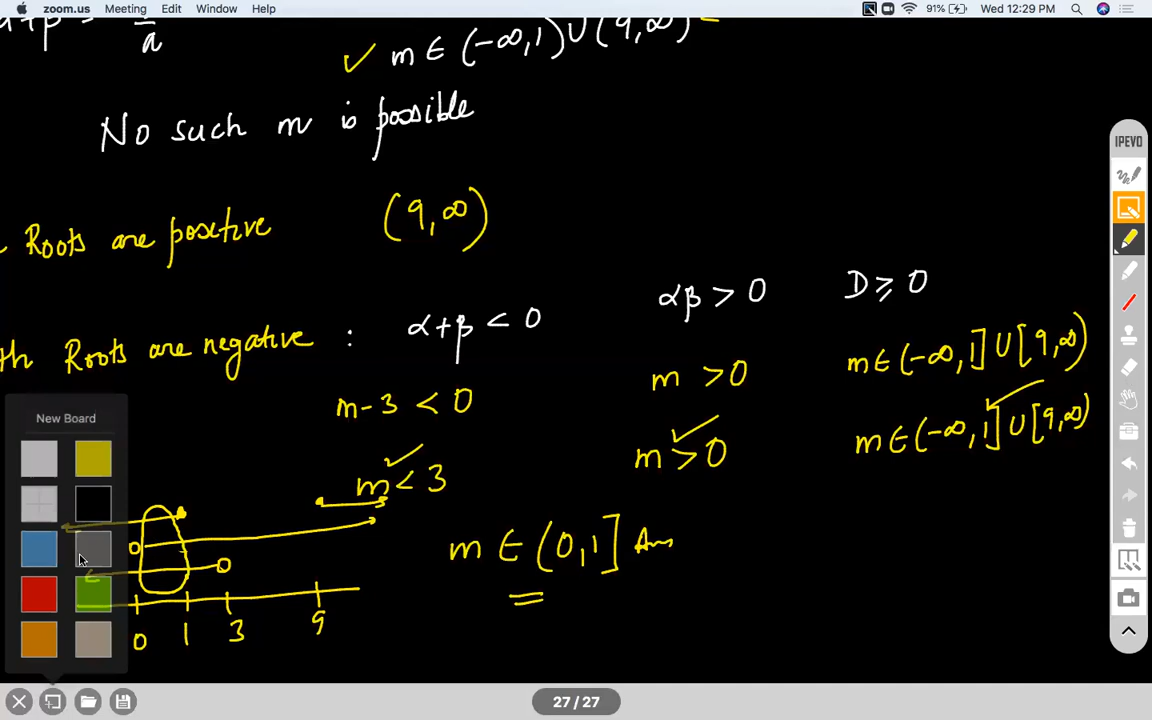 zoom.us Meeting Edit Window Help 91% Wed 12:29 PM
α+β = /a
✓ m ∈ (-∞,1) ∪ (9,∞)
No such m is possible
IPEVO
Roots are positive (9,∞)
th Roots are negative : α+β < 0 αβ > 0 D ≥ 0
m-3 < 0 m > 0 m ∈ (-∞,1] ∪ [9,∞)
m < 3 m > 0 m ∈ (-∞,1] ∪ [9,∞)
New Board
m ∈ (0,1] Ans
0 1 3 9
27 / 27